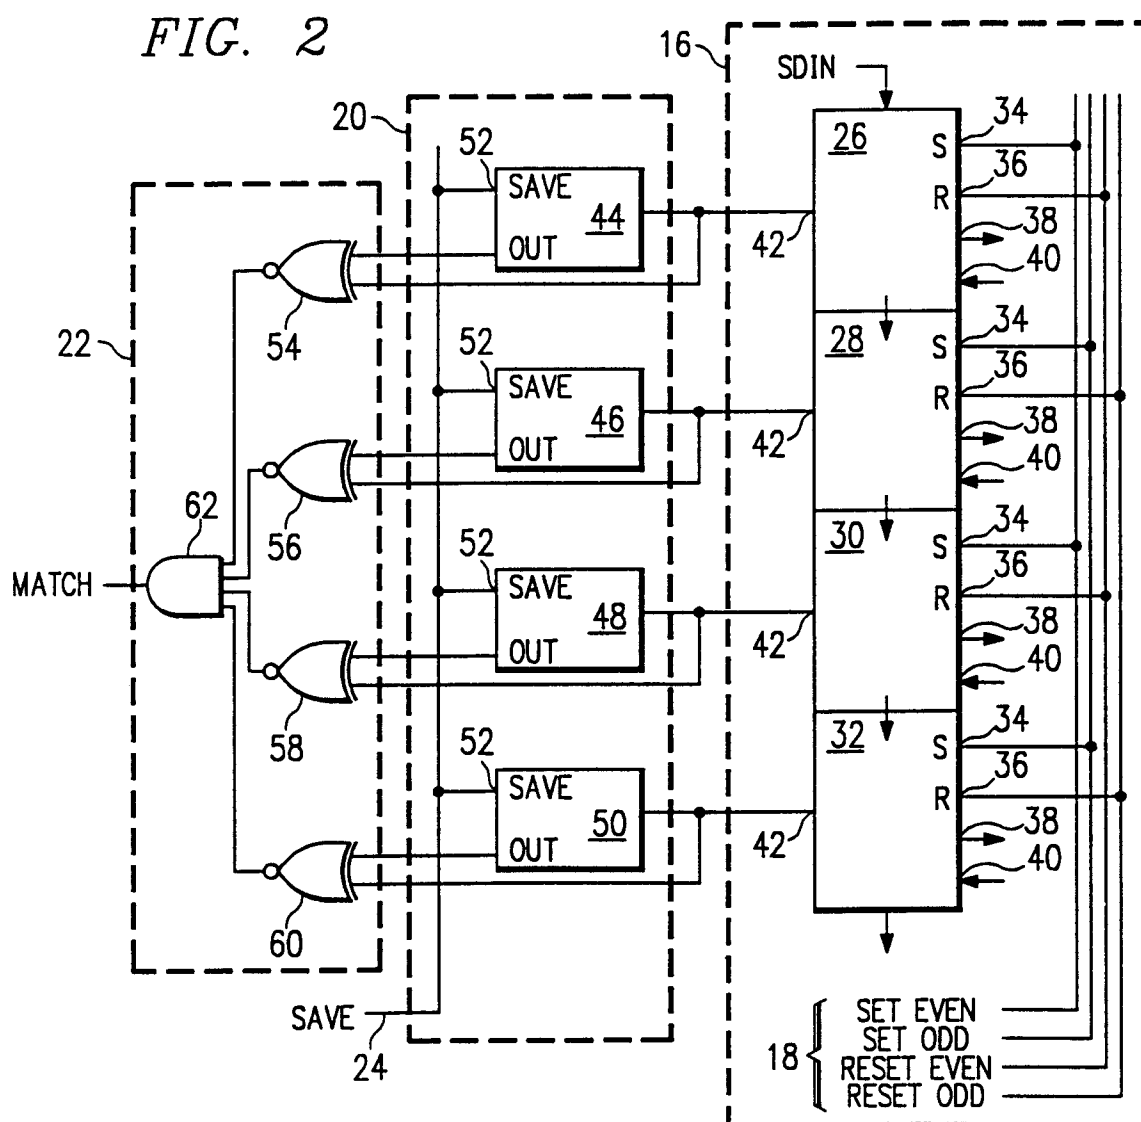 FIG. 2
16
SDIN
20
52
SAVE
44
OUT
42
26
S
34
R
36
38
40
54
22
52
SAVE
46
OUT
42
28
S
34
R
36
38
40
56
62
MATCH
52
SAVE
48
OUT
42
30
S
34
R
36
38
40
58
52
SAVE
50
OUT
42
32
S
34
R
36
38
40
60
SAVE
24
18
SET EVEN
SET ODD
RESET EVEN
RESET ODD